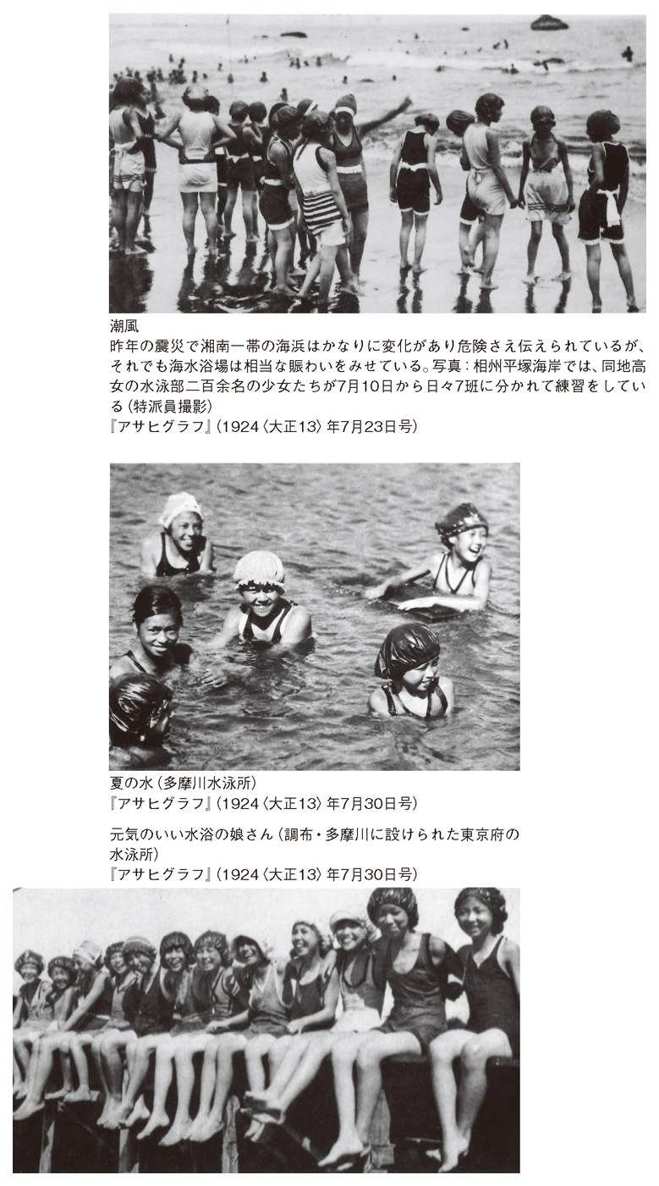 潮風
昨年の震災で湘南一帯の海浜はかなりに変化があり危険さえ伝えられているが、
それでも海水浴場は相当な賑わいをみせている。写真：相州平塚海岸では、同地高
女の水泳部二百余名の少女たちが7月10日から日々7班に分かれて練習をしてい
る（特派員撮影）
『アサヒグラフ』（1924〈大正13〉年7月23日号）
夏の水（多摩川水泳所）
『アサヒグラフ』（1924〈大正13〉年7月30日号）
元気のいい水浴の娘さん（調布・多摩川に設けられた東京府の
水泳所）
『アサヒグラフ』（1924〈大正13〉年7月30日号）